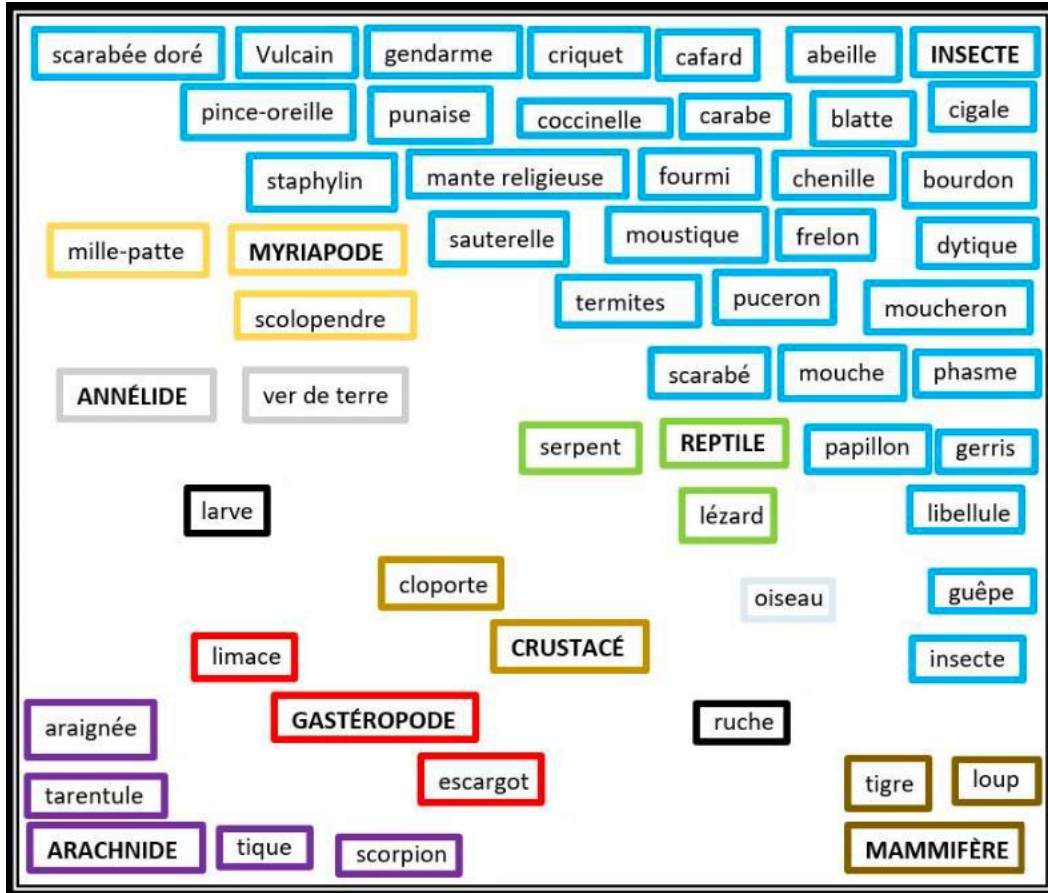 scarabée doré Vulcain gendarme criquet cafard abeille INSECTE
pince-oreille punaise coccinelle carabe blatte cigale
staphylin mante religieuse fourmi chenille bourdon
mille-patte MYRIAPODE sauterelle moustique frelon dytique
scolopendre termites puceron moucheron
scarabé mouche phasme
ANNÉLIDE ver de terre
serpent REPTILE papillon gerris
larve lézard libellule
cloporte oiseau guêpe
limace CRUSTACÉ insecte
araignée GASTÉROPODE ruche
tarentule escargot tigre loup
ARACHNIDE tique scorpion MAMMIFÈRE